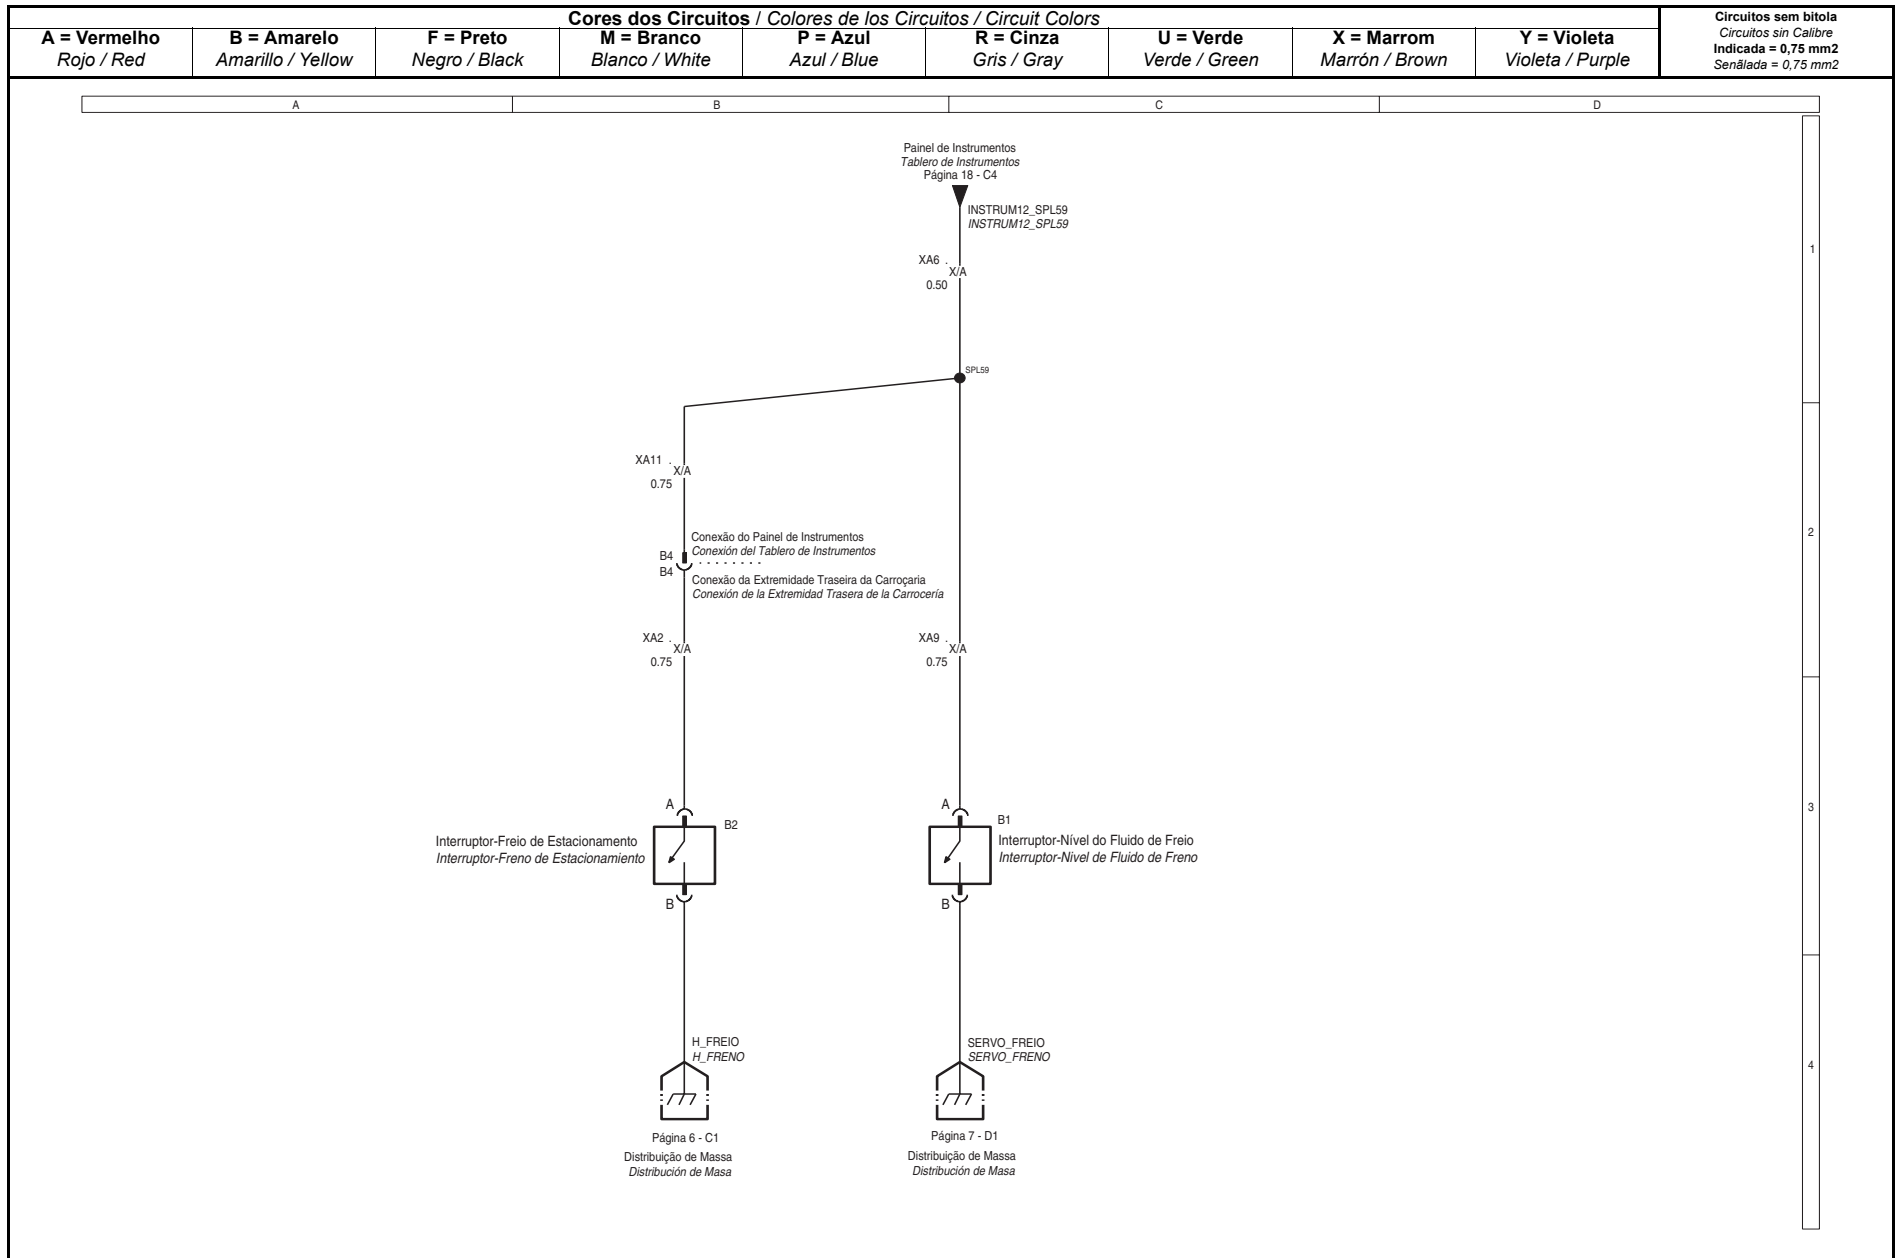 Cores dos Circuitos / Colores de los Circuitos / Circuit Colors
A = Vermelho
Rojo / Red
B = Amarelo
Amarillo / Yellow
F = Preto
Negro / Black
M = Branco
Blanco / White
P = Azul
Azul / Blue
R = Cinza
Gris / Gray
U = Verde
Verde / Green
X = Marrom
Marrón / Brown
Y = Violeta
Violeta / Purple
Circuitos sem bitola
Circuitos sin Calibre
Indicada = 0,75 mm2
Senãlada = 0,75 mm2
A
B
C
D
Painel de Instrumentos
Tablero de Instrumentos
Página 18 - C4
INSTRUM12_SPL59
INSTRUM12_SPL59
1
XA6 .
X/A
0.50
SPL59
XA11 .
X/A
0.75
2
Conexão do Painel de Instrumentos
B4
Conexión del Tablero de Instrumentos
B4
Conexão da Extremidade Traseira da Carroçaria
Conexión de la Extremidad Trasera de la Carrocería
XA2 .
X/A
0.75
XA9 .
X/A
0.75
3
A
B2
Interruptor-Freio de Estacionamento
Interruptor-Freno de Estacionamiento
B
A
B1
Interruptor-Nível do Fluido de Freio
Interruptor-Nivel de Fluido de Freno
B
H_FREIO
H_FRENO
SERVO_FREIO
SERVO_FRENO
4
Página 6 - C1
Distribuição de Massa
Distribución de Masa
Página 7 - D1
Distribuição de Massa
Distribución de Masa